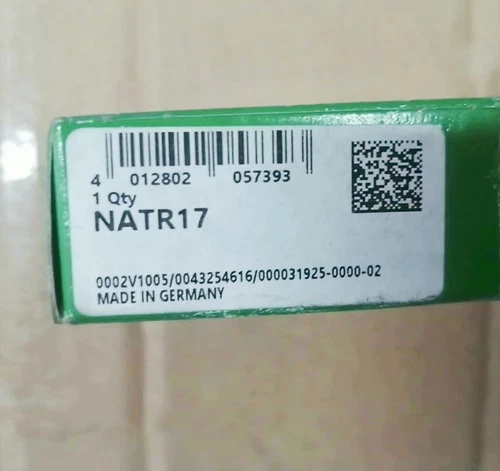 4 012802 057393
1 Qty
NATR17
0002V1005/0043254616/000031925-0000-02
MADE IN GERMANY